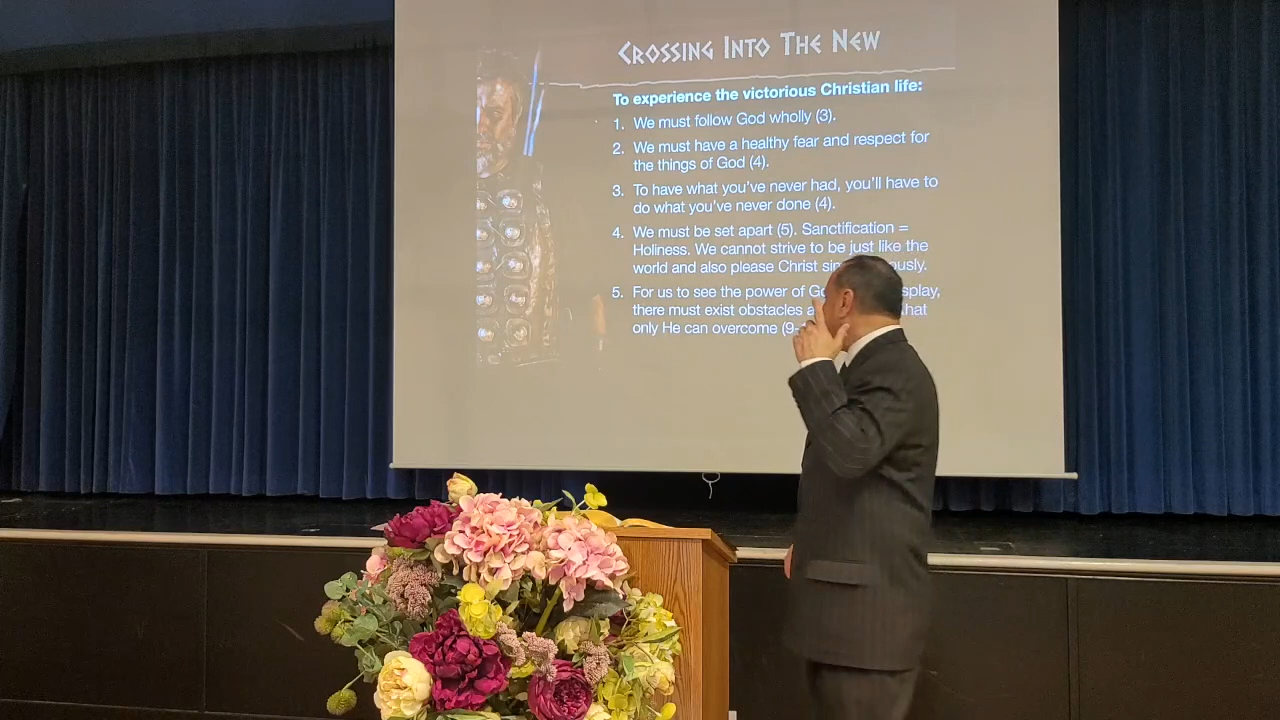 Crossing Into The New
To experience the victorious Christian life:
1. We must follow God wholly (3).
2. We must have a healthy fear and respect for
the things of God (4).
3. To have what you've never had, you'll have to
do what you've never done (4).
4. We must be set apart (5). Sanctification =
Holiness. We cannot strive to be just like the
world and also please Christ
5. For us to see the power of
there must exist obstacles
only He can overcome (9-